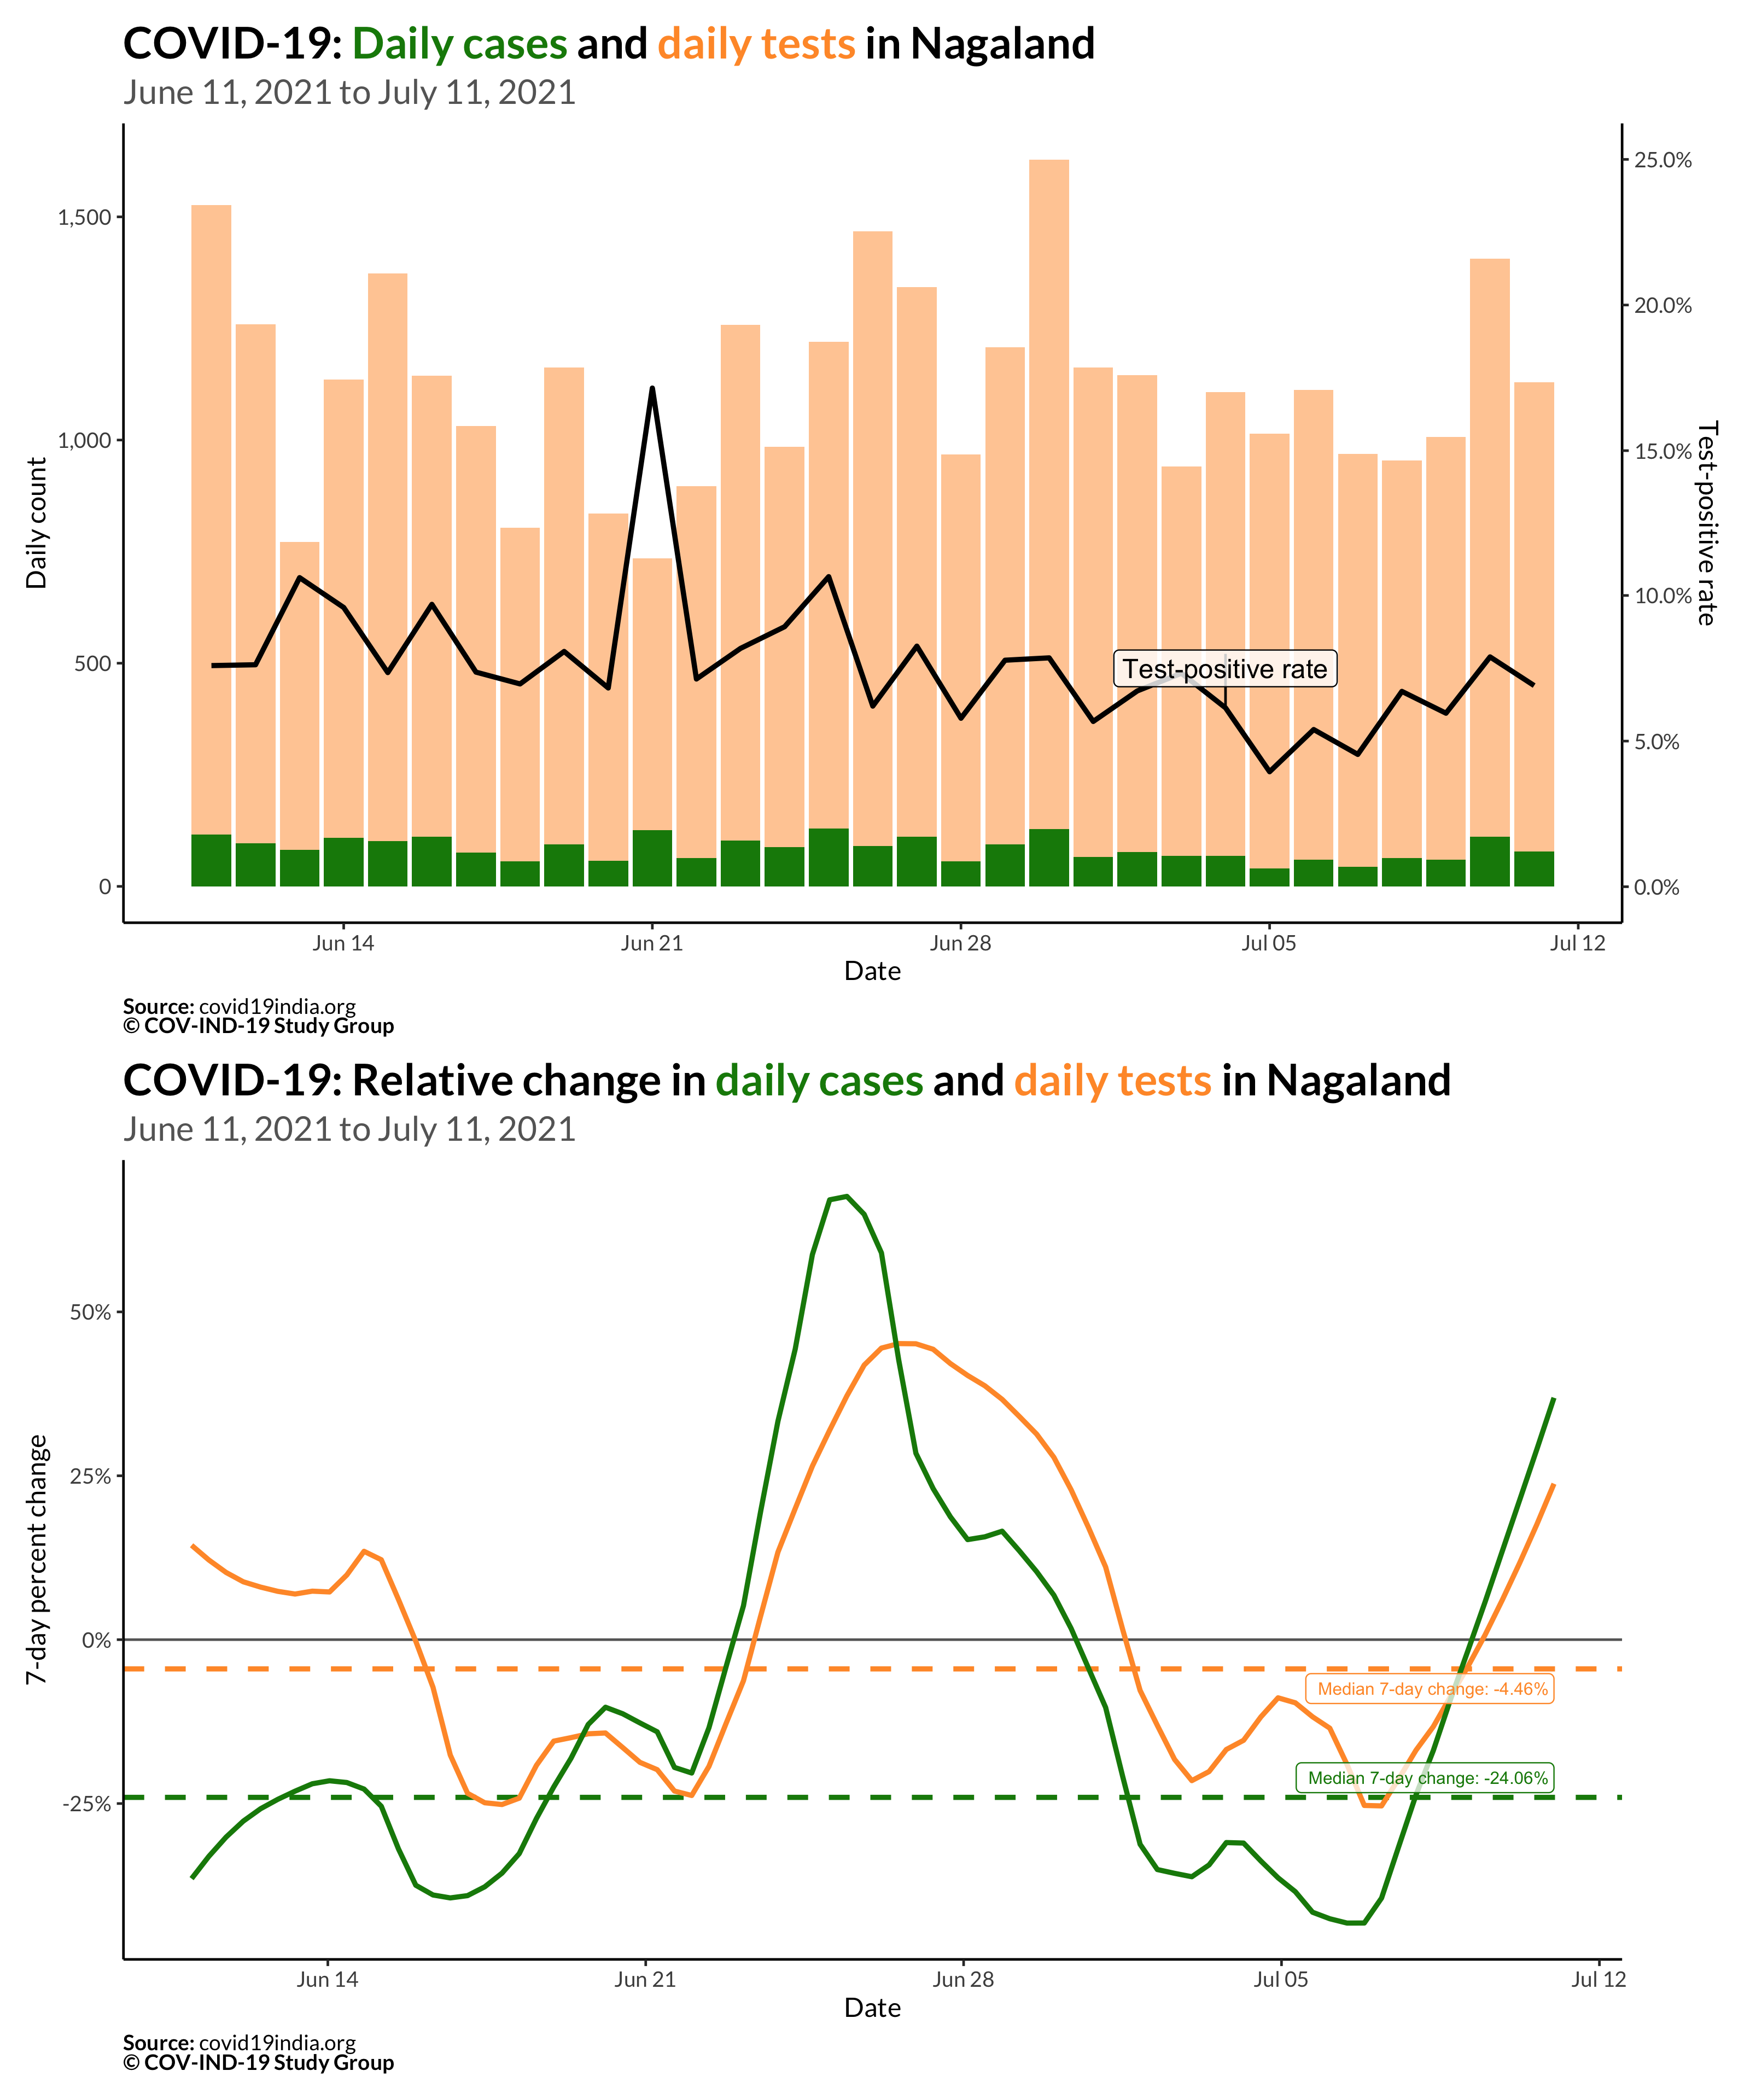 COVID-19: Daily cases and daily tests in Nagaland
June 11, 2021 to July 11, 2021
1,500
1,000
500
0
Daily count
25.0%
20.0%
15.0%
10.0%
5.0%
0.0%
Test-positive rate
Test-positive rate
Jun 14
Jun 21
Jun 28
Jul 05
Jul 12
Date
Source: covid19india.org
© COV-IND-19 Study Group
COVID-19: Relative change in daily cases and daily tests in Nagaland
June 11, 2021 to July 11, 2021
50%
25%
0%
-25%
7-day percent change
Median 7-day change: -4.46%
Median 7-day change: -24.06%
Jun 14
Jun 21
Jun 28
Jul 05
Jul 12
Date
Source: covid19india.org
© COV-IND-19 Study Group